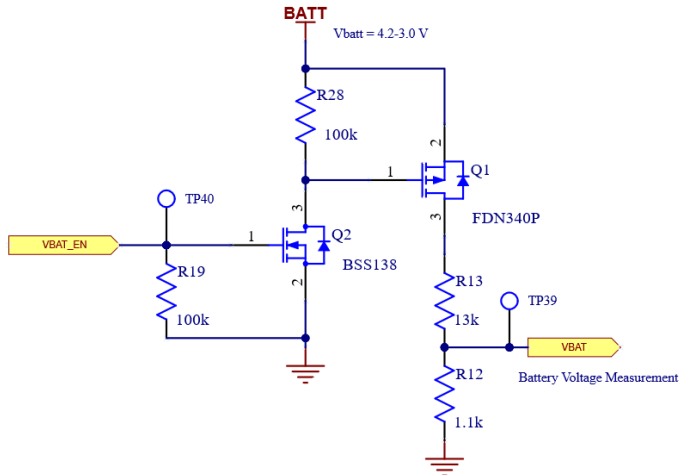 BATT
Vbatt = 4.2-3.0 V
R28
100k
2
Q1
1
3
FDN340P
TP40
3
VBAT_EN
1
Q2
BSS138
2
R19
100k
R13
13k
TP39
VBAT
Battery Voltage Measurement
R12
1.1k